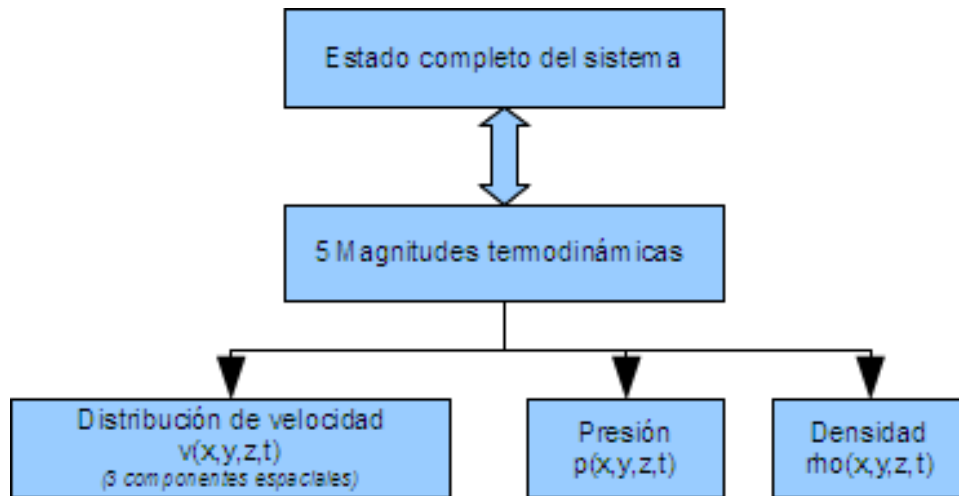 Estado completo del sistema
5 Magnitudes termodinámicas
Distribución de velocidad
v(x,y,z,t)
(3 componentes espaciales)
Presión
p(x,y,z,t)
Densidad
rho(x,y,z,t)